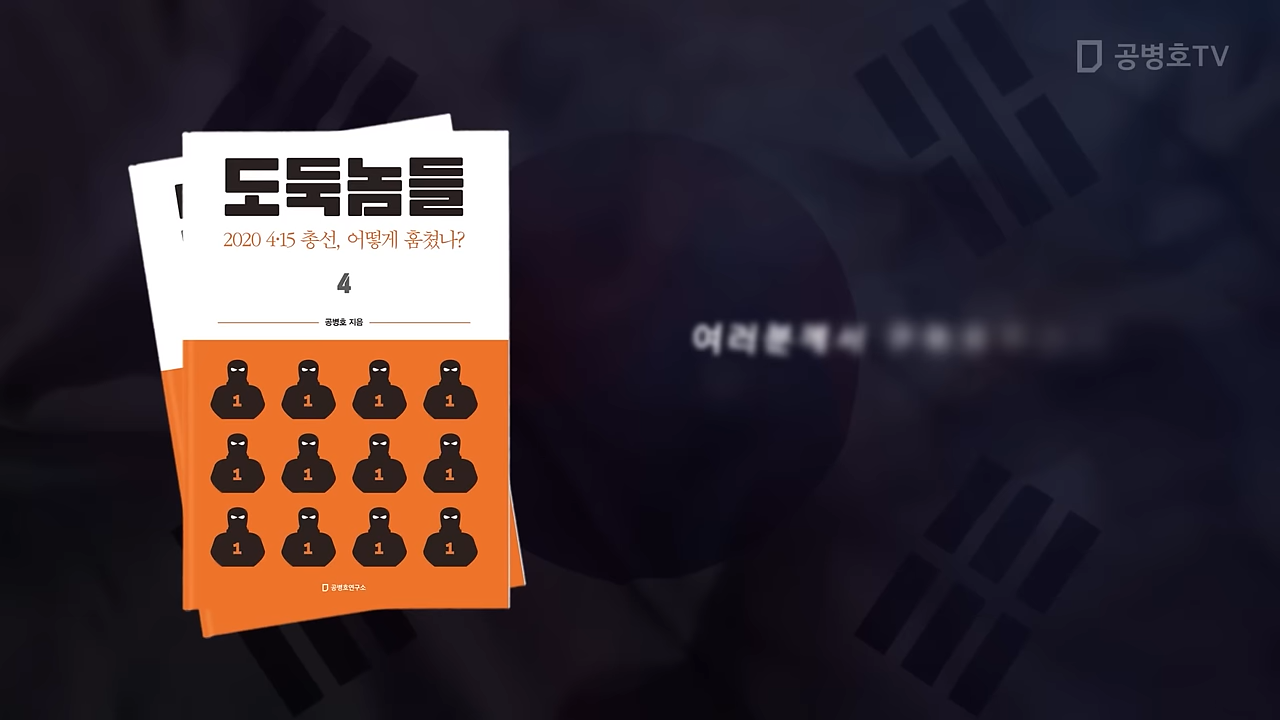 공병호TV
도둑놈들
2020 4·15 총선, 어떻게 훔쳤나?
4
공병호 지음
1 1 1 1
1 1 1 1
1 1 1 1
공병호연구소
여러분께서